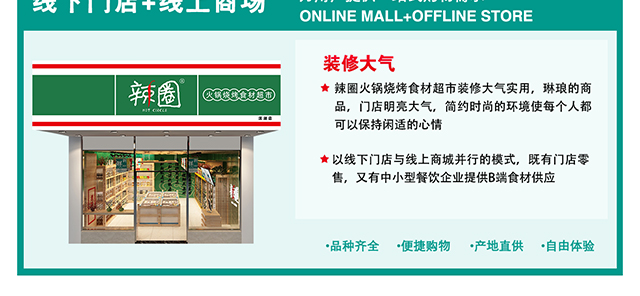 线下门店+线上商场
ONLINE MALL+OFFLINE STORE
辣圈®
HOT CIRCLE
火锅烧烤食材超市
装修大气
★ 辣圈火锅烧烤食材超市装修大气实用，琳琅的商
品，门店明亮大气，简约时尚的环境使每个人都
可以保持闲适的心情
★ 以线下门店与线上商城并行的模式，既有门店零
售，又有中小型餐饮企业提供B端食材供应
·品种齐全 ·便捷购物 ·产地直供 ·自由体验